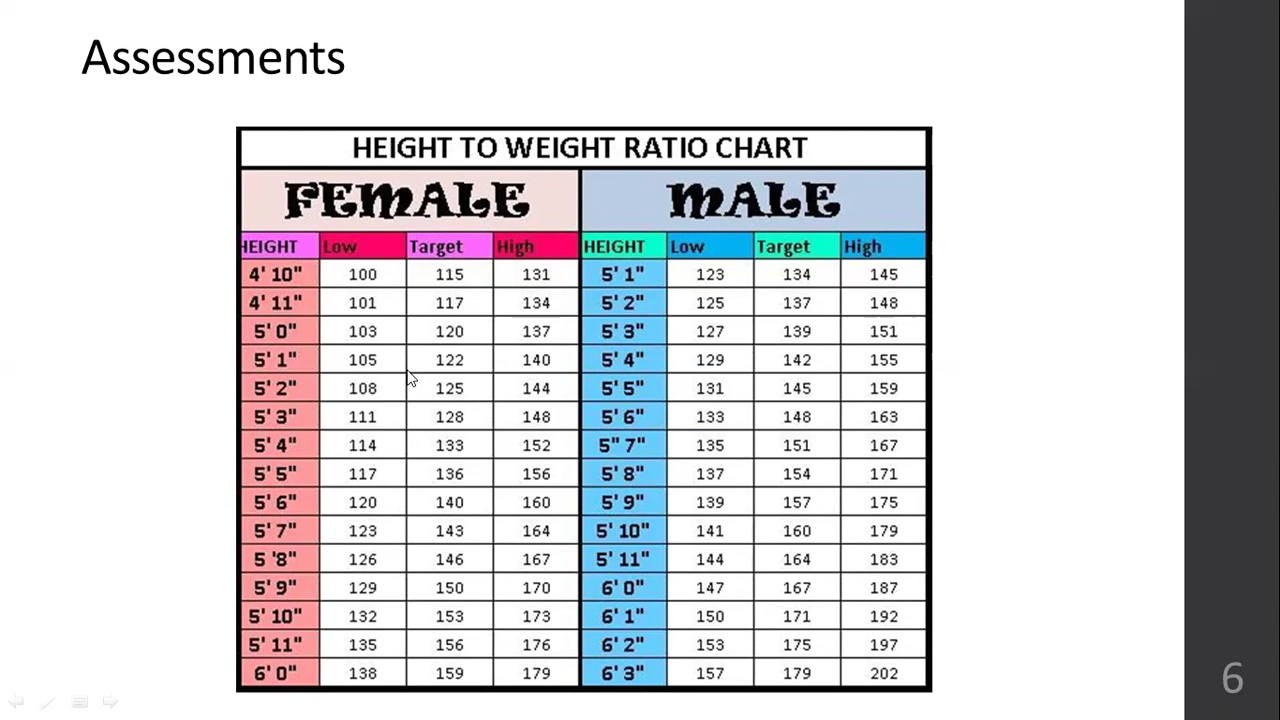 Assessments
HEIGHT TO WEIGHT RATIO CHART
FEMALE MALE
HEIGHT Low Target High HEIGHT Low Target High
4' 10" 100 115 131 5' 1" 123 134 145
4' 11" 101 117 134 5' 2" 125 137 148
5' 0" 103 120 137 5' 3" 127 139 151
5' 1" 105 122 140 5' 4" 129 142 155
5' 2" 108 125 144 5' 5" 131 145 159
5' 3" 111 128 148 5' 6" 133 148 163
5' 4" 114 133 152 5" 7" 135 151 167
5' 5" 117 136 156 5' 8" 137 154 171
5' 6" 120 140 160 5' 9" 139 157 175
5' 7" 123 143 164 5' 10" 141 160 179
5 '8" 126 146 167 5' 11" 144 164 183
5' 9" 129 150 170 6' 0" 147 167 187
5' 10" 132 153 173 6' 1" 150 171 192
5' 11" 135 156 176 6' 2" 153 175 197
6' 0" 138 159 179 6' 3" 157 179 202
6